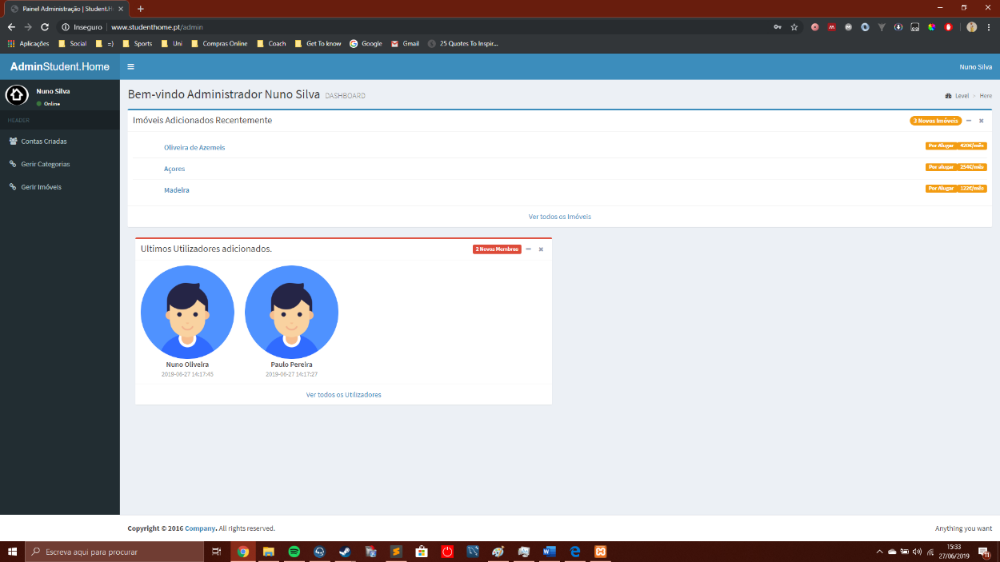 Painel Administração | Student.H
Inseguro www.studenthome.pt/admin
Aplicações Social =) Sports Uni Compras Online Coach Get To know Google Gmail 25 Quotes To Inspir...
AdminStudent.Home Nuno Silva
Nuno Silva
Online
HEADER
Contas Criadas
Gerir Categorias
Gerir Imóveis
Bem-vindo Administrador Nuno Silva DASHBOARD
Level > Here
Imóveis Adicionados Recentemente 3 Novos Imóveis
Oliveira de Azemeis Por Alugar 420€/mês
Açores Por alugar 254€/mês
Madeira Por Alugar 122€/mês
Ver todos os Imóveis
Ultimos Utilizadores adicionados. 2 Novos Membros
Nuno Oliveira Paulo Pereira
2019-06-27 14:17:45 2019-06-27 14:17:27
Ver todos os Utilizadores
Copyright © 2016 Company. All rights reserved. Anything you want
Escreva aqui para procurar
15:33
27/06/2019
11